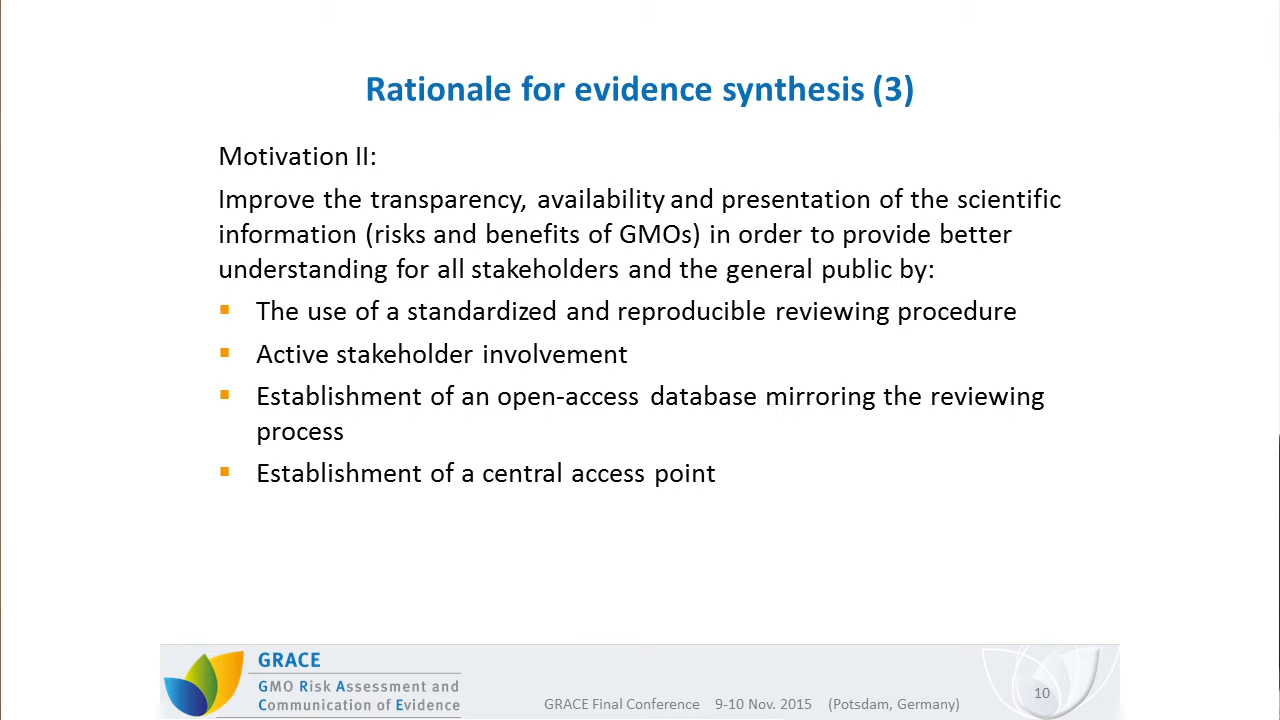 Rationale for evidence synthesis (3)
Motivation II:
Improve the transparency, availability and presentation of the scientific
information (risks and benefits of GMOs) in order to provide better
understanding for all stakeholders and the general public by:
The use of a standardized and reproducible reviewing procedure
Active stakeholder involvement
Establishment of an open-access database mirroring the reviewing
process
Establishment of a central access point
GRACE
GMO Risk Assessment and
Communication of Evidence
GRACE Final Conference 9-10 Nov. 2015 (Potsdam, Germany)
10